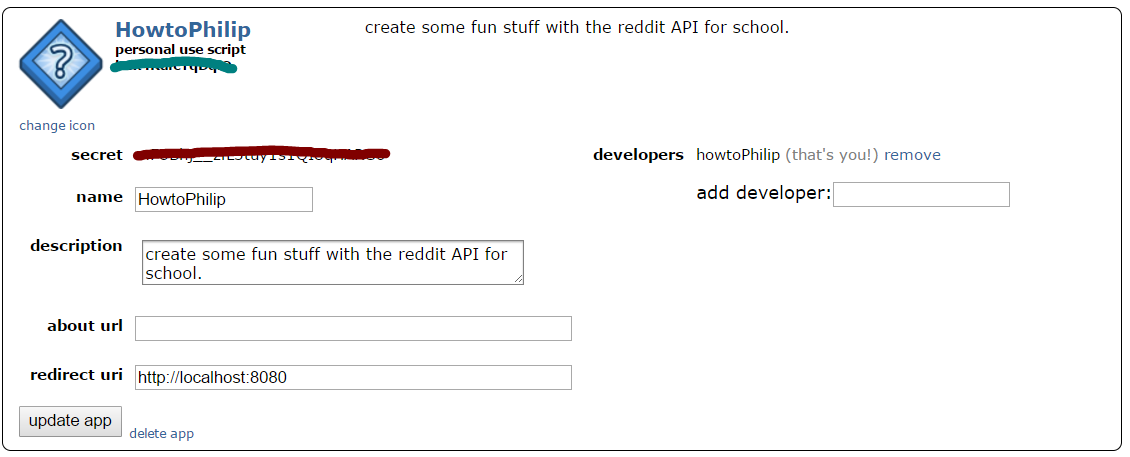 HowtoPhilip
create some fun stuff with the reddit API for school.
personal use script
change icon
secret
developers howtoPhilip (that's you!) remove
name HowtoPhilip
add developer:
description create some fun stuff with the reddit API for
school.
about url
redirect uri http://localhost:8080
update app
delete app